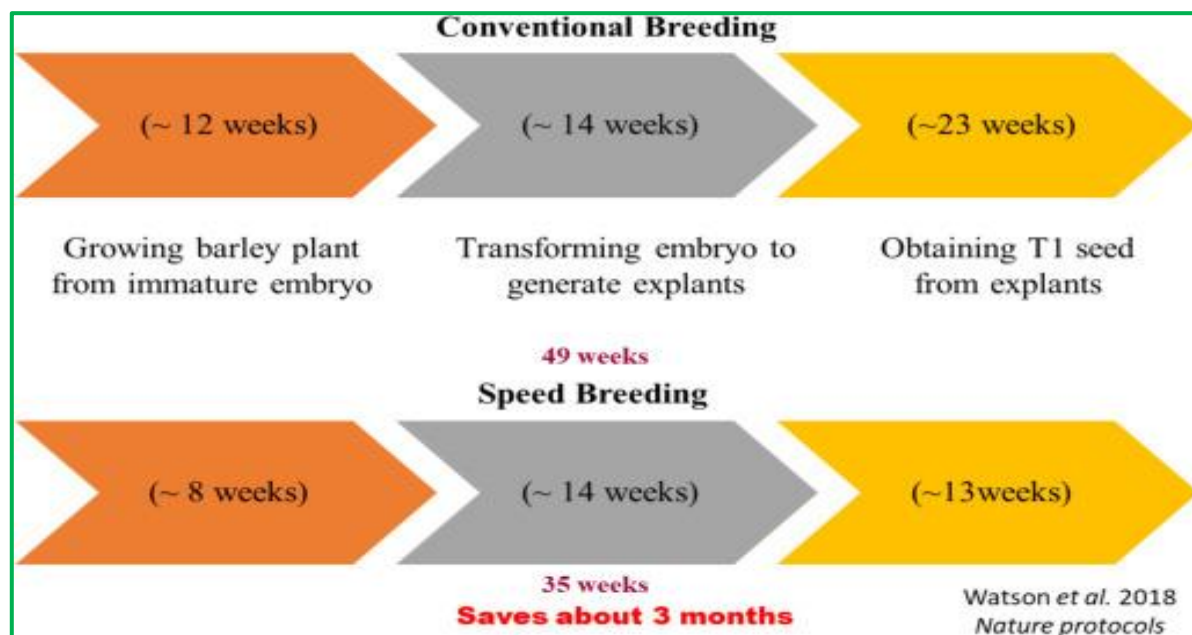 Conventional Breeding
(~ 12 weeks)
(~ 14 weeks)
(~23 weeks)
Growing barley plant
from immature embryo
Transforming embryo to
generate explants
Obtaining T1 seed
from explants
49 weeks
Speed Breeding
(~ 8 weeks)
(~ 14 weeks)
(~13weeks)
35 weeks
Saves about 3 months
Watson et al. 2018
Nature protocols